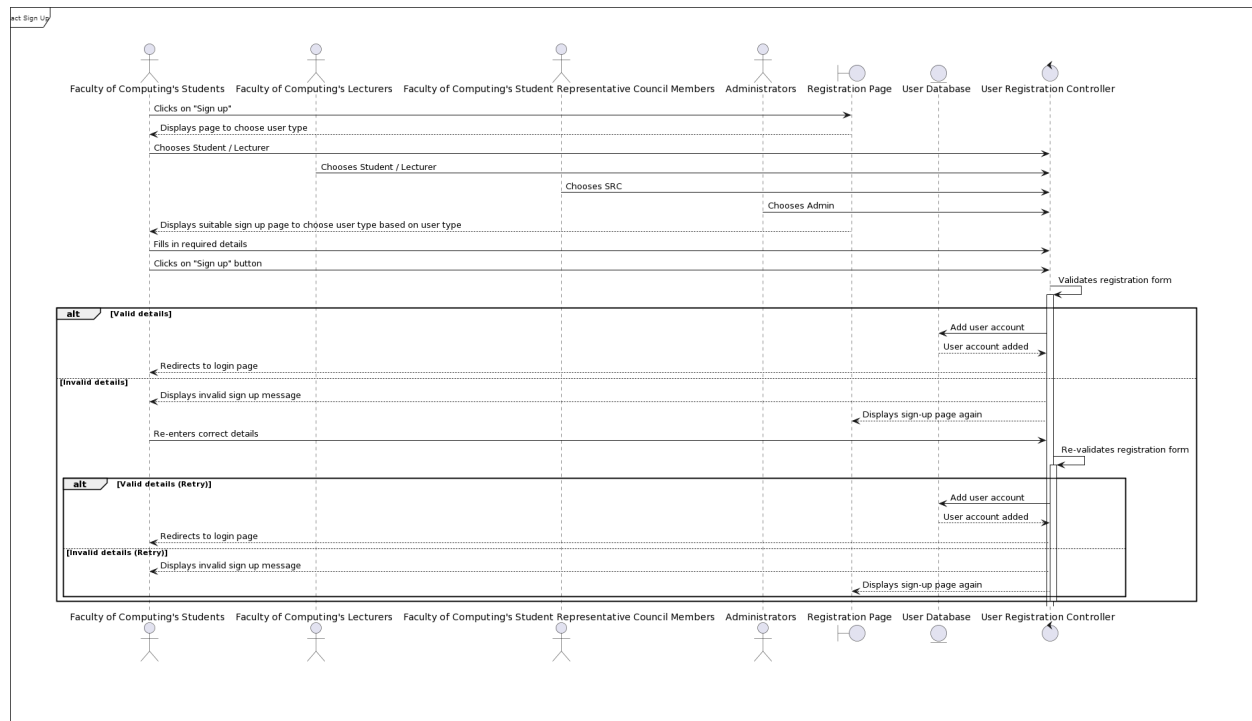 act Sign Up
Faculty of Computing's Students Faculty of Computing's Lecturers Faculty of Computing's Student Representative Council Members Administrators Registration Page User Database User Registration Controller
Clicks on "Sign up"
Displays page to choose user type
Chooses Student / Lecturer
Chooses Student / Lecturer
Chooses SRC
Chooses Admin
Displays suitable sign up page to choose user type based on user type
Fills in required details
Clicks on "Sign up" button
Validates registration form
alt [Valid details]
Add user account
User account added
Redirects to login page
[Invalid details]
Displays invalid sign up message
Displays sign-up page again
Re-enters correct details
Re-validates registration form
alt [Valid details (Retry)]
Add user account
User account added
Redirects to login page
[Invalid details (Retry)]
Displays invalid sign up message
Displays sign-up page again
Faculty of Computing's Students Faculty of Computing's Lecturers Faculty of Computing's Student Representative Council Members Administrators Registration Page User Database User Registration Controller